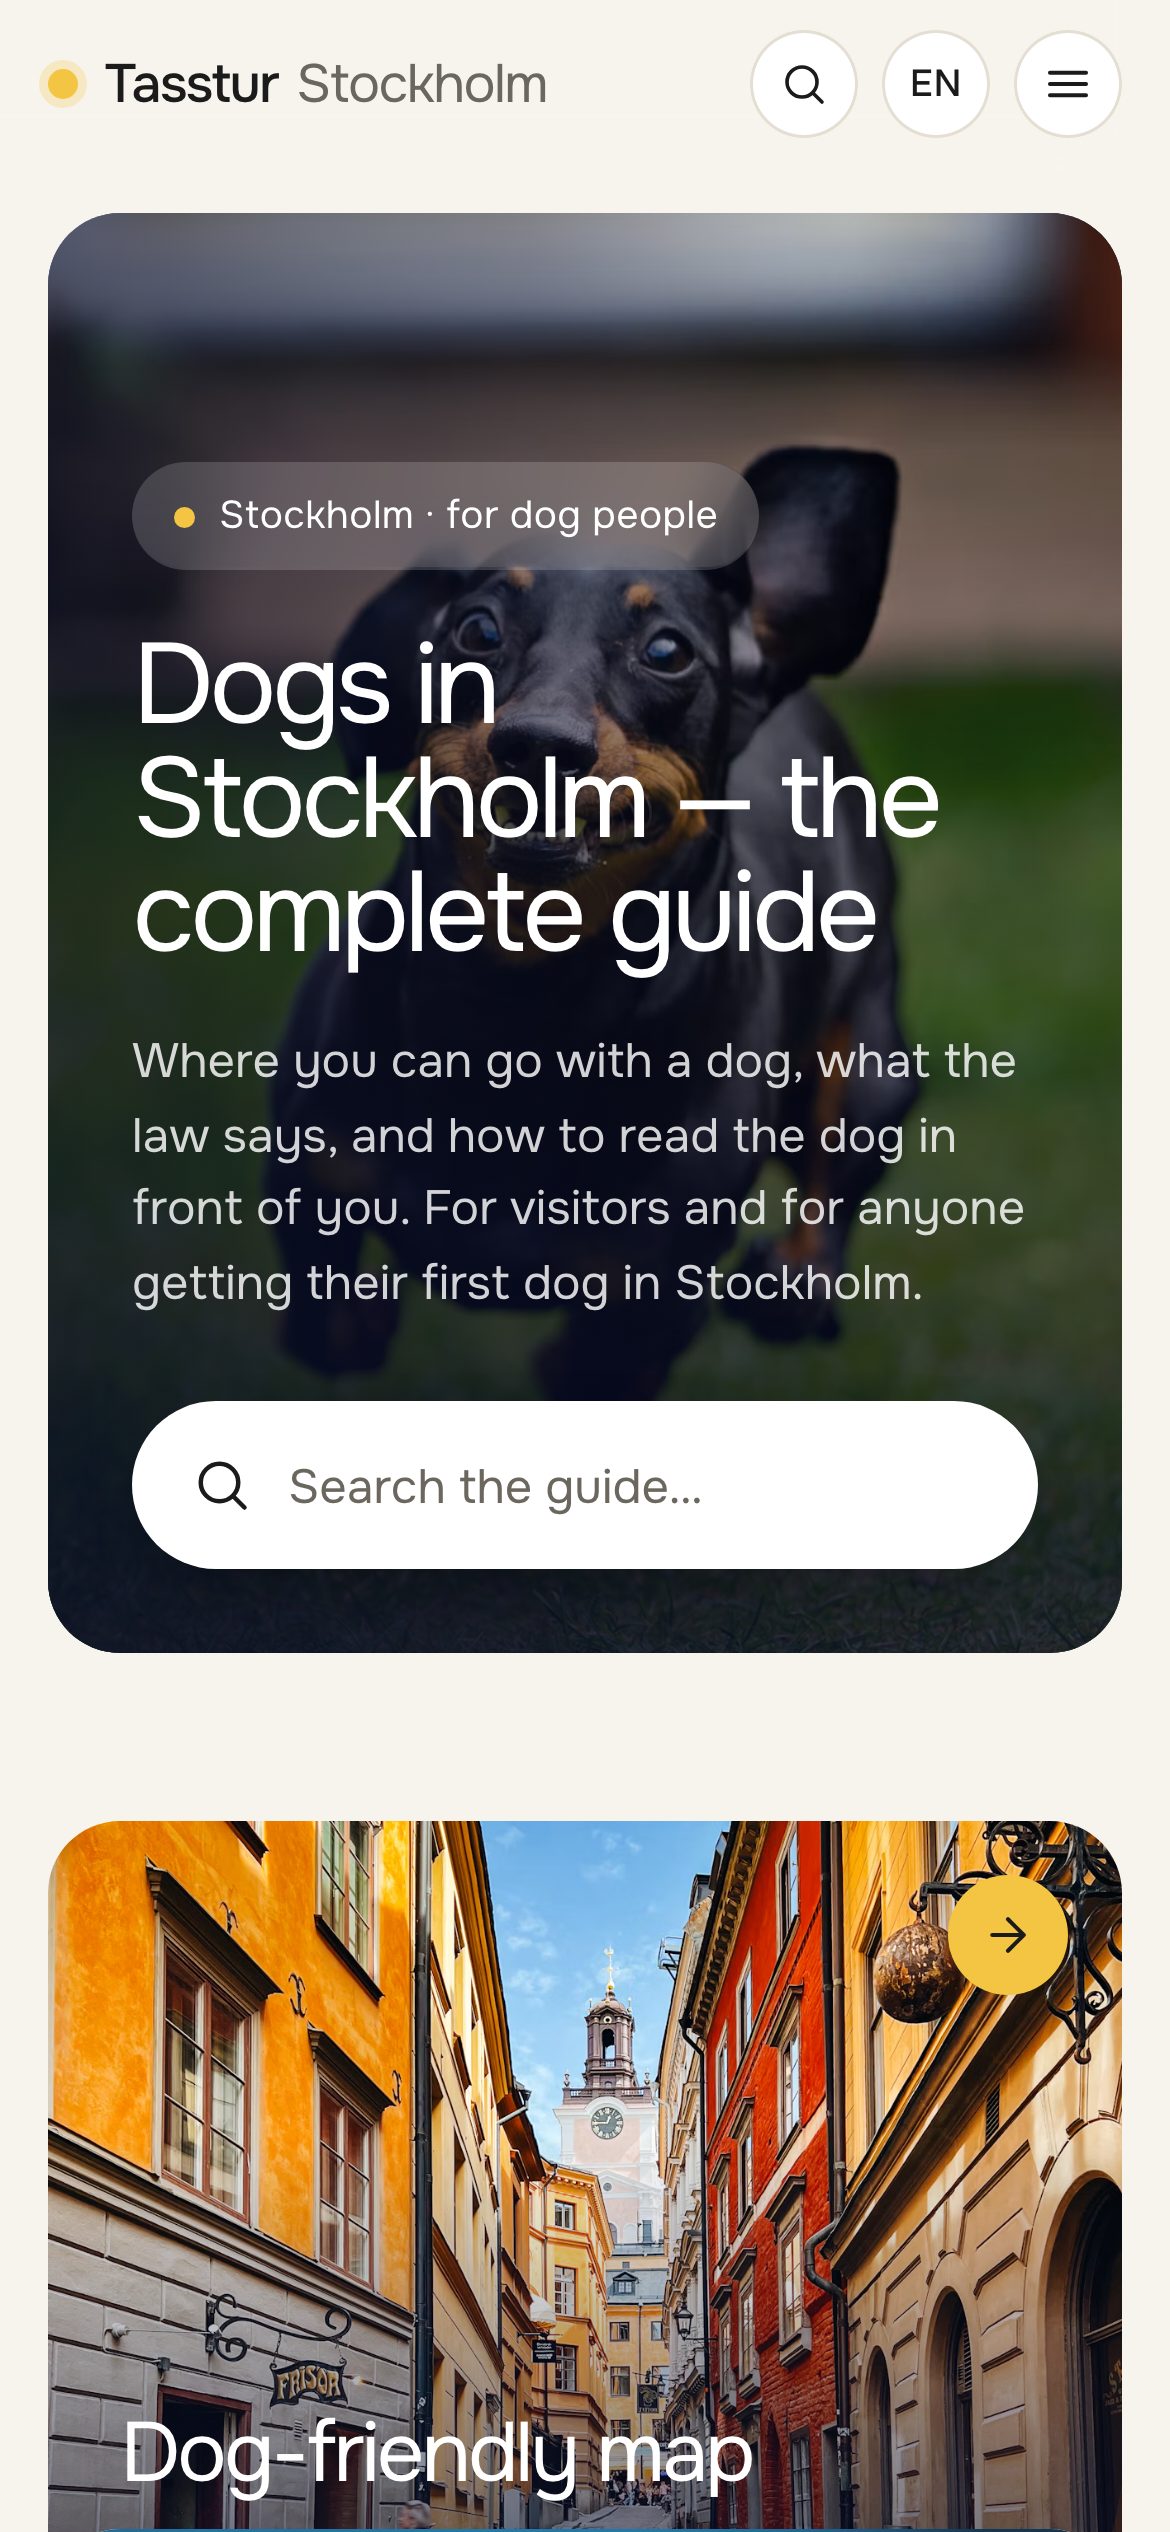 Tasstur Stockholm
EN
Stockholm · for dog people
Dogs in
Stockholm — the
complete guide
Where you can go with a dog, what the
law says, and how to read the dog in
front of you. For visitors and for anyone
getting their first dog in Stockholm.
Search the guide...
FRISÖR
Dog-friendly map